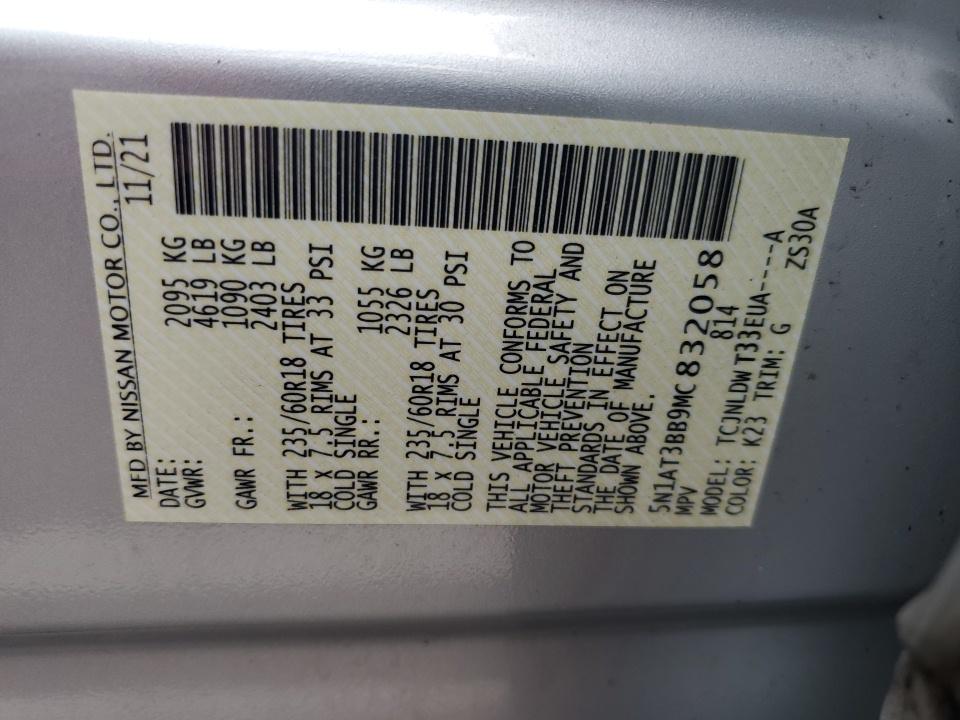 MFD BY NISSAN MOTOR CO., LTD.
DATE: 11/21
GVWR: 2095 KG
4619 LB
GAWR FR.: 1090 KG
2403 LB
WITH 235/60R18 TIRES
18 X 7.5 RIMS AT 33 PSI
COLD SINGLE
GAWR RR.: 1055 KG
2326 LB
WITH 235/60R18 TIRES
18 X 7.5 RIMS AT 30 PSI
COLD SINGLE
THIS VEHICLE CONFORMS TO
ALL APPLICABLE FEDERAL
MOTOR VEHICLE SAFETY AND
THEFT PREVENTION
STANDARDS IN EFFECT ON
THE DATE OF MANUFACTURE
SHOWN ABOVE.
5N1AT3BB9MC832058
MPV 814
MODEL: TCJNLDW T33EUA----A
COLOR: K23 TRIM: G ZS30A